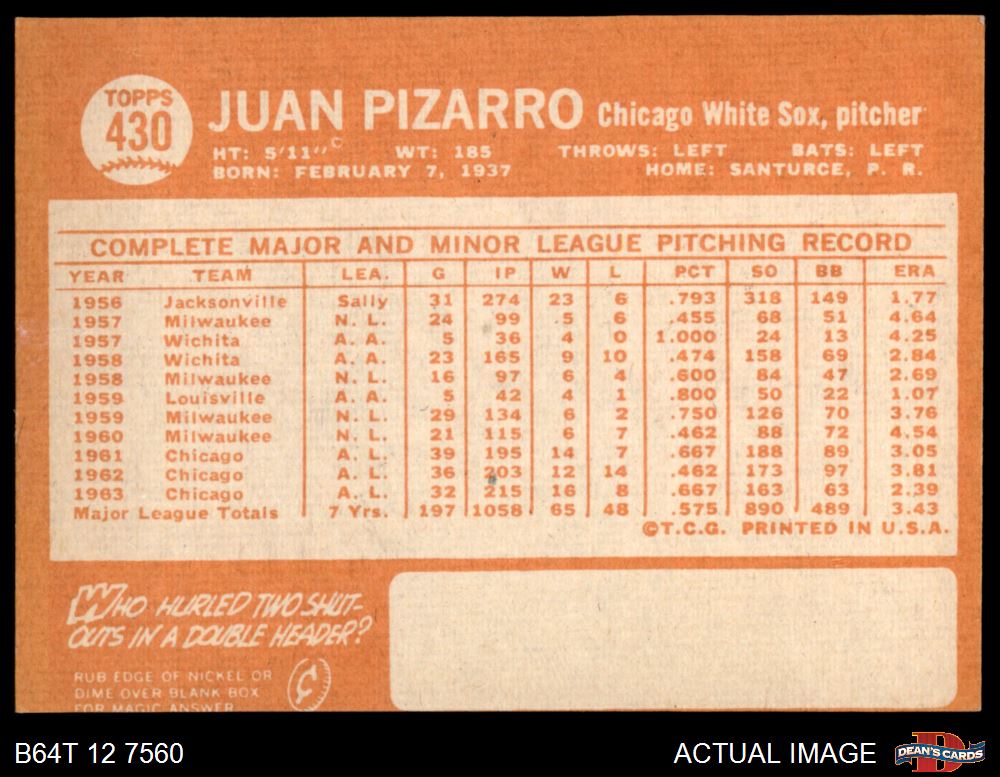 TOPPS
430
JUAN PIZARRO Chicago White Sox, pitcher
HT: 5'11" C WT: 185 THROWS: LEFT BATS: LEFT
BORN: FEBRUARY 7, 1937 HOME: SANTURCE, P. R.
COMPLETE MAJOR AND MINOR LEAGUE PITCHING RECORD
YEAR TEAM LEA. G IP W L PCT SO BB ERA
1956 Jacksonville Sally 31 274 23 6 .793 318 149 1.77
1957 Milwaukee N. L. 24 99 5 6 .455 68 51 4.64
1957 Wichita A. A. 5 36 4 0 1.000 24 13 4.25
1958 Wichita A. A. 23 165 9 10 .474 158 69 2.84
1958 Milwaukee N. L. 16 97 6 4 .600 84 47 2.69
1959 Louisville A. A. 5 42 4 1 .800 50 22 1.07
1959 Milwaukee N. L. 29 134 6 2 .750 126 70 3.76
1960 Milwaukee N. L. 21 115 6 7 .462 88 72 4.54
1961 Chicago A. L. 39 195 14 7 .667 188 89 3.05
1962 Chicago A. L. 36 203 12 14 .462 173 97 3.81
1963 Chicago A. L. 32 215 16 8 .667 163 63 2.39
Major League Totals 7 Yrs. 197 1058 65 48 .575 890 489 3.43
©T.C.G. PRINTED IN U.S.A.
WHO HURLED TWO SHUT-
OUTS IN A DOUBLE HEADER?
RUB EDGE OF NICKEL OR
DIME OVER BLANK BOX
FOR MAGIC ANSWER
¢
B64T 12 7560 ACTUAL IMAGE DEAN'S CARDS